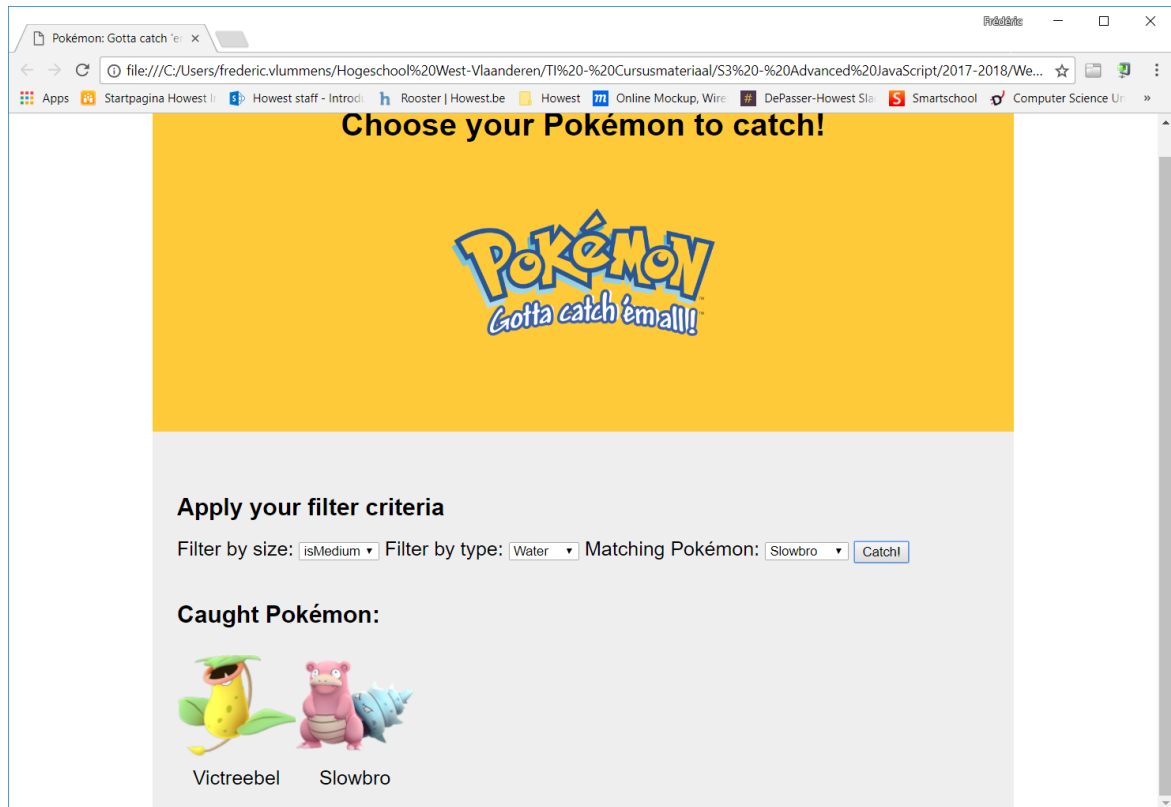 Frédéric
Pokémon: Gotta catch 'e
file:///C:/Users/frederic.vlummens/Hogeschool%20West-Vlaanderen/TI%20-%20Cursusmateriaal/S3%20-%20Advanced%20JavaScript/2017-2018/We...
Apps Startpagina Howest I Howest staff - Introd Rooster | Howest.be Howest Online Mockup, Wire DePasser-Howest Sla Smartschool Computer Science Un »
Choose your Pokémon to catch!
POKéMON
Gotta catch 'em all!
Apply your filter criteria
Filter by size: isMedium Filter by type: Water Matching Pokémon: Slowbro Catch!
Caught Pokémon:
Victreebel Slowbro